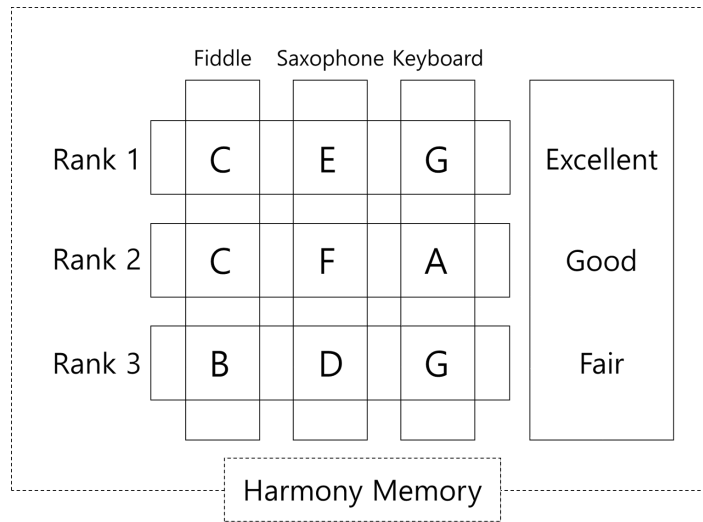 Fiddle Saxophone Keyboard
Rank 1 C E G Excellent
Rank 2 C F A Good
Rank 3 B D G Fair
Harmony Memory